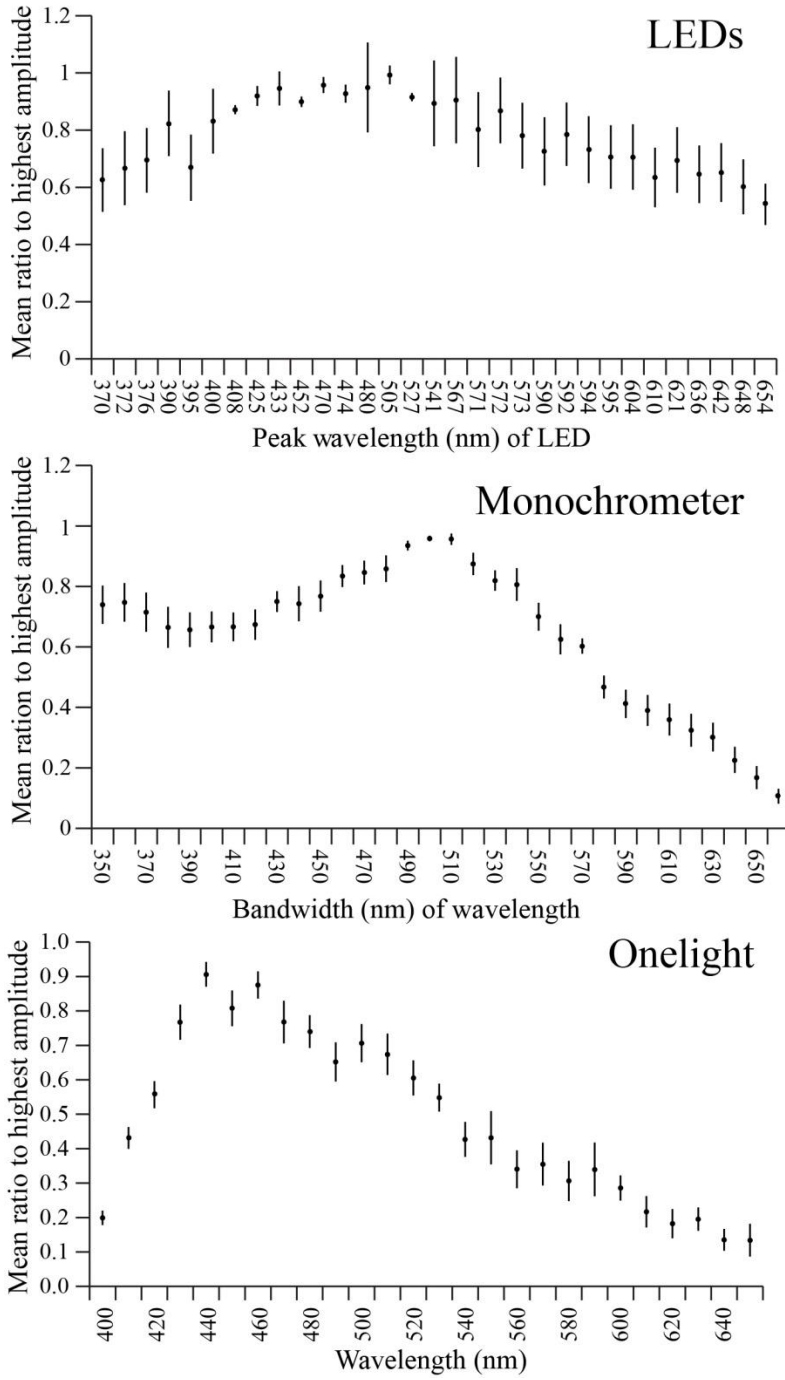 LEDs
Mean ratio to highest amplitude
1.2
1
0.8
0.6
0.4
0.2
0
370 372 376 390 395 400 408 425 433 452 470 474 480 505 527 541 567 571 572 573 590 592 594 595 604 610 621 636 642 648 654
Peak wavelength (nm) of LED
Monochrometer
Mean ration to highest amplitude
1.2
1
0.8
0.6
0.4
0.2
0
350 370 390 410 430 450 470 490 510 530 550 570 590 610 630 650
Bandwidth (nm) of wavelength
Onelight
Mean ratio to highest amplitude
1.0
0.9
0.8
0.7
0.6
0.5
0.4
0.3
0.2
0.1
0.0
400 420 440 460 480 500 520 540 560 580 600 620 640
Wavelength (nm)